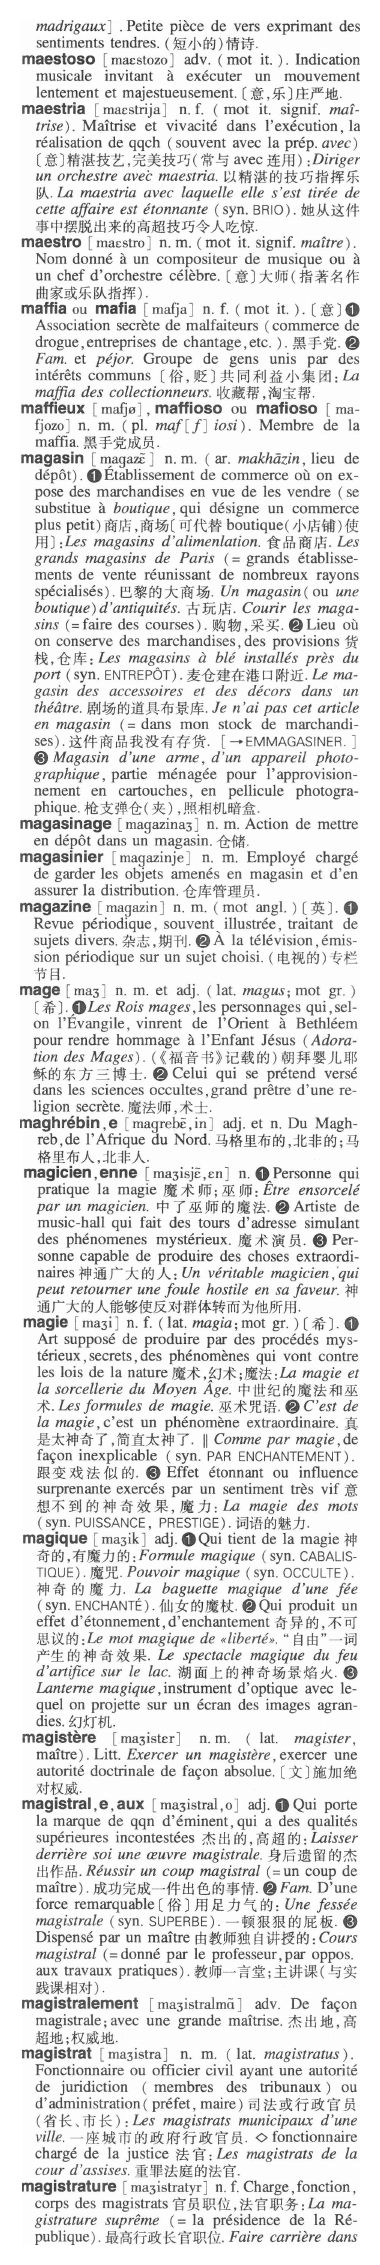 madrigaux]. Petite pièce de vers exprimant des
sentiments tendres. (短小的)情诗.
maestoso [maɛstozo] adv. (mot it.). Indication
musicale invitant à exécuter un mouvement
lentement et majestueusement. 〔意,乐〕庄严地.
maestria [maɛstrija] n. f. (mot it. signif. maî-
trise). Maîtrise et vivacité dans l'exécution, la
réalisation de qqch (souvent avec la prép. avec)
〔意〕精湛技艺,完美技巧(常与 avec 连用):Diriger
un orchestre avec maestria. 以精湛的技巧指挥乐
队. La maestria avec laquelle elle s'est tirée de
cette affaire est étonnante (syn. BRIO). 她从这件
事中摆脱出来的高超技巧令人吃惊.
maestro [maɛstro] n. m. (mot it. signif. maître).
Nom donné à un compositeur de musique ou à
un chef d'orchestre célèbre. 〔意〕大师(指著名作
曲家或乐队指挥).
maffia ou mafia [mafja] n. f. (mot it.). 〔意〕❶
Association secrète de malfaiteurs (commerce de
drogue, entreprises de chantage, etc.). 黑手党. ❷
Fam. et péjor. Groupe de gens unis par des
intérêts communs 〔俗,贬〕共同利益小集团: La
maffia des collectionneurs. 收藏帮,淘宝帮.
maffieux [mafjø], maffioso ou mafioso [ma-
fjozo] n. m. (pl. maf[f]iosi). Membre de la
maffia. 黑手党成员.
magasin [magazɛ̃] n. m. (ar. makhāzin, lieu de
dépôt). ❶Établissement de commerce où on ex-
pose des marchandises en vue de les vendre (se
substitue à boutique, qui désigne un commerce
plus petit) 商店,商场〔可代替 boutique(小店铺)使
用〕:Les magasins d'alimenlation. 食品商店. Les
grands magasins de Paris (= grands établisse-
ments de vente réunissant de nombreux rayons
spécialisés). 巴黎的大商场. Un magasin (ou une
boutique) d'antiquités. 古玩店. Courir les maga-
sins (= faire des courses). 购物,采买. ❷ Lieu où
on conserve des marchandises, des provisions 货
栈,仓库: Les magasins à blé installés près du
port (syn. ENTREPÔT). 麦仓建在港口附近. Le ma-
gasin des accessoires et des décors dans un
théâtre. 剧场的道具布景库. Je n'ai pas cet article
en magasin (= dans mon stock de marchandi-
ses). 这件商品我没有存货. [→EMMAGASINER. ]
❸ Magasin d'une arme, d'un appareil photo-
graphique, partie ménagée pour l'approvision-
nement en cartouches, en pellicule photogra-
phique. 枪支弹仓(夹),照相机暗盒.
magasinage [magazinaʒ] n. m. Action de mettre
en dépôt dans un magasin. 仓储.
magasinier [magazinje] n. m. Employé chargé
de garder les objets amenés en magasin et d'en
assurer la distribution. 仓库管理员.
magazine [magazin] n. m. (mot angl.)〔英〕. ❶
Revue périodique, souvent illustrée, traitant de
sujets divers. 杂志,期刊. ❷ À la télévision, émis-
sion périodique sur un sujet choisi. (电视的)专栏
节目.
mage [maʒ] n. m. et adj. (lat. magus; mot gr.)
〔希〕. ❶Les Rois mages, les personnages qui, sel-
on l'Évangile, vinrent de l'Orient à Bethléem
pour rendre hommage à l'Enfant Jésus (Adora-
tion des Mages). (《福音书》记载的)朝拜婴儿耶
稣的东方三博士. ❷ Celui qui se prétend versé
dans les sciences occultes, grand prêtre d'une re-
ligion secrète. 魔法师,术士.
maghrébin, e [magrebɛ̃, in] adj. et n. Du Magh-
reb, de l'Afrique du Nord. 马格里布的,北非的;马
格里布人,北非人.
magicien, enne [maʒisjɛ̃, ɛn] n. ❶ Personne qui
pratique la magie 魔术师;巫师: Être ensorcelé
par un magicien. 中了巫师的魔法. ❷ Artiste de
music-hall qui fait des tours d'adresse simulant
des phénomenes mystérieux. 魔术演员. ❸ Per-
sonne capable de produire des choses extraordi-
naires 神通广大的人: Un véritable magicien, qui
peut retourner une foule hostile en sa faveur. 神
通广大的人能够使反对群体转而为他所用.
magie [maʒi] n. f. (lat. magia; mot gr.)〔希〕. ❶
Art supposé de produire par des procédés mys-
térieux, secrets, des phénomènes qui vont contre
les lois de la nature 魔术,幻术;魔法:La magie et
la sorcellerie du Moyen Âge. 中世纪的魔法和巫
术. Les formules de magie. 巫术咒语. ❷ C'est de
la magie, c'est un phénomène extraordinaire. 真
是太神奇了,简直太神了. ‖ Comme par magie, de
façon inexplicable (syn. PAR ENCHANTEMENT).
跟变戏法似的. ❸ Effet étonnant ou influence
surprenante exercés par un sentiment très vif 意
想不到的神奇效果,魔力: La magie des mots
(syn. PUISSANCE, PRESTIGE). 词语的魅力.
magique [maʒik] adj. ❶ Qui tient de la magie 神
奇的,有魔力的:Formule magique (syn. CABALIS-
TIQUE). 魔咒. Pouvoir magique (syn. OCCULTE).
神奇的魔力. La baguette magique d'une fée
(syn. ENCHANTÉ). 仙女的魔杖. ❷ Qui produit un
effet d'étonnement, d'enchantement 奇异的,不可
思议的:Le mot magique de «liberté». “自由”一词
产生的神奇效果. Le spectacle magique du feu
d'artifice sur le lac. 湖面上的神奇场景焰火. ❸
Lanterne magique, instrument d'optique avec le-
quel on projette sur un écran des images agran-
dies. 幻灯机.
magistère [maʒistɛr] n. m. (lat. magister,
maître). Litt. Exercer un magistère, exercer une
autorité doctrinale de façon absolue. 〔文〕施加绝
对权威.
magistral, e, aux [maʒistral, o] adj. ❶ Qui porte
la marque de qqn d'éminent, qui a des qualités
supérieures incontestées 杰出的,高超的: Laisser
derrière soi une œuvre magistrale. 身后遗留的杰
出作品. Réussir un coup magistral (= un coup de
maître). 成功完成一件出色的事情. ❷ Fam. D'une
force remarquable〔俗〕用足力气的: Une fessée
magistrale (syn. SUPERBE). 一顿狠狠的屁板. ❸
Dispensé par un maître 由教师独自讲授的: Cours
magistral (= donné par le professeur, par oppos.
aux travaux pratiques). 教师一言堂;主讲课(与实
践课相对).
magistralement [maʒistralmɑ̃] adv. De façon
magistrale; avec une grande maîtrise. 杰出地,高
超地;权威地.
magistrat [maʒistra] n. m. (lat. magistratus).
Fonctionnaire ou officier civil ayant une autorité
de juridiction (membres des tribunaux) ou
d'administration (préfet, maire) 司法或行政官员
(省长、市长): Les magistrats municipaux d'une
ville. 一座城市的政府行政官员. ◇ fonctionnaire
chargé de la justice 法官: Les magistrats de la
cour d'assises. 重罪法庭的法官.
magistrature [maʒistratyr] n. f. Charge, fonction,
corps des magistrats 官员职位,法官职务: La ma-
gistrature suprême (= la présidence de la Ré-
publique). 最高行政长官职位. Faire carrière dans